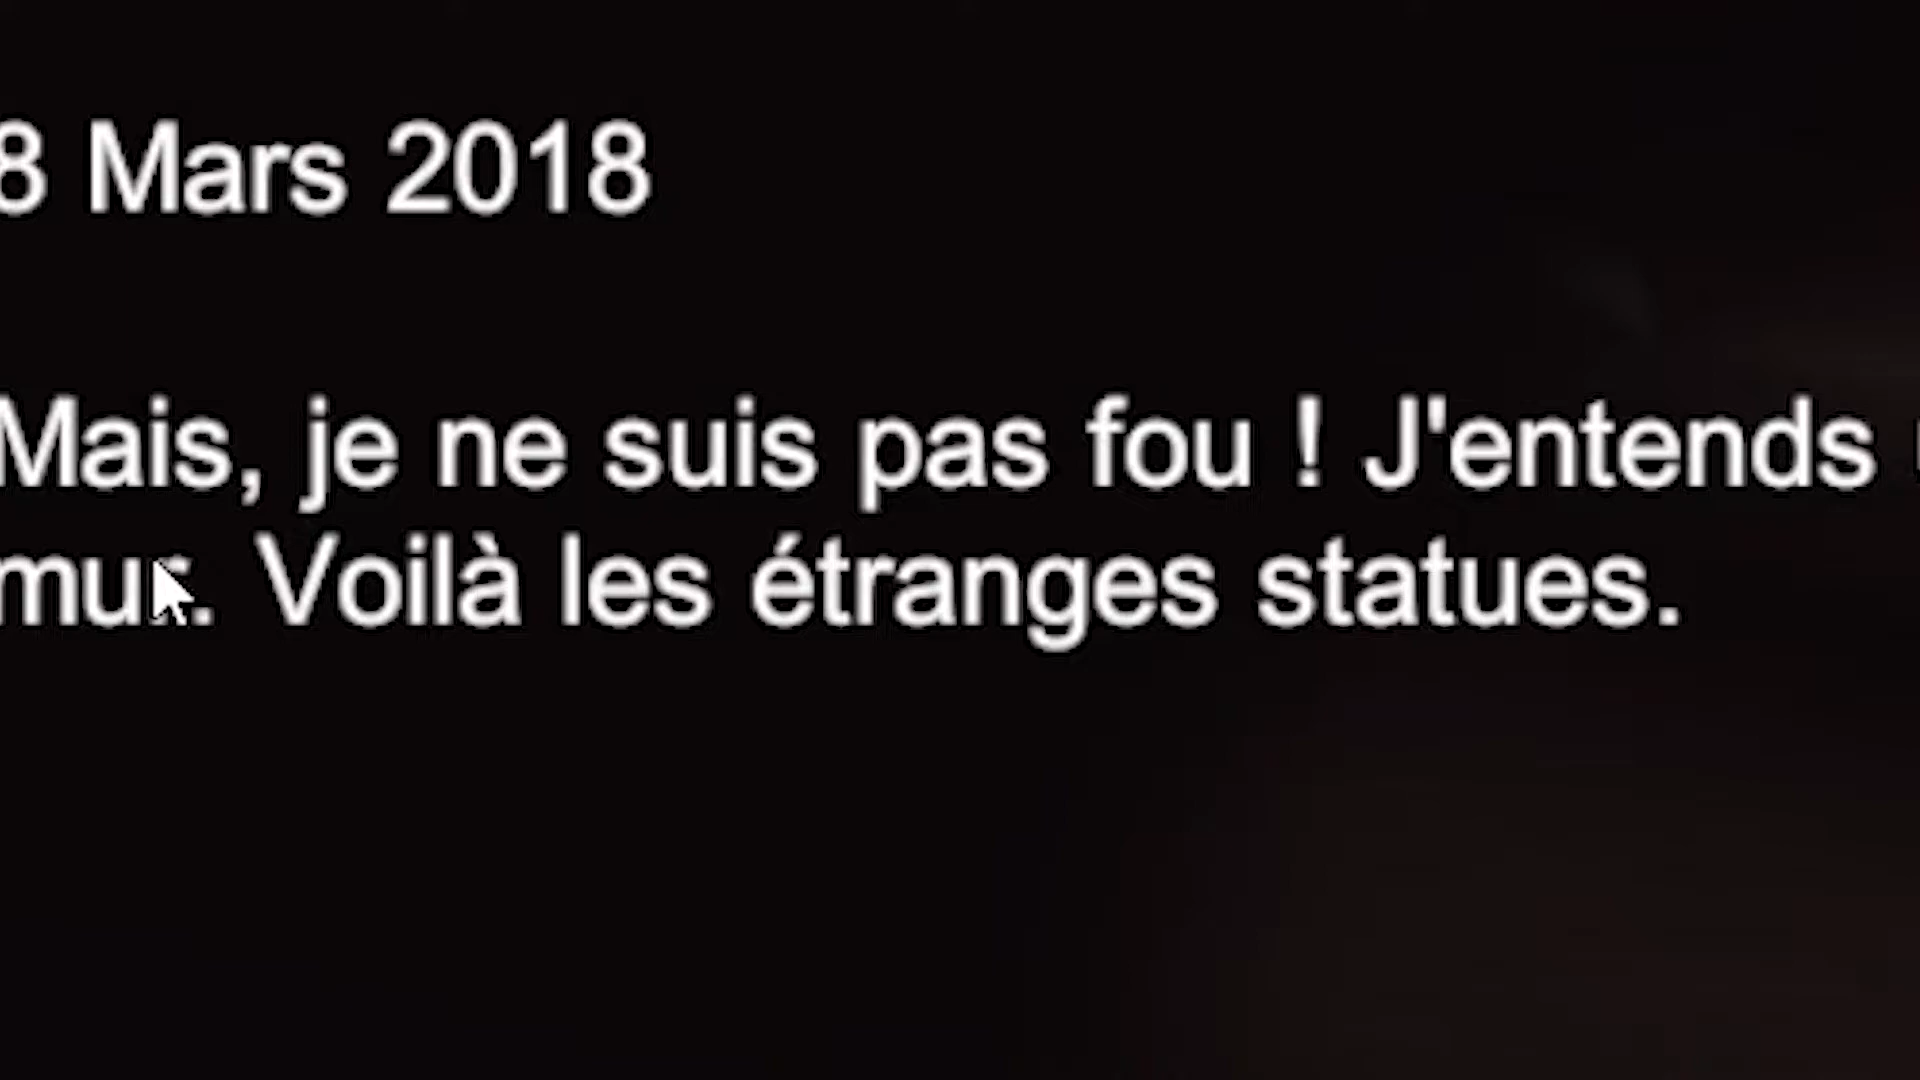 8 Mars 2018
Mais, je ne suis pas fou ! J'entends
mur. Voilà les étranges statues.